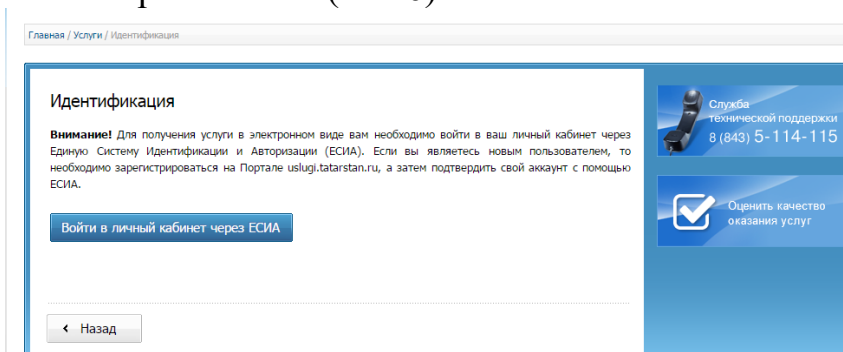 Главная / Услуги / Идентификация
Идентификация
Внимание! Для получения услуги в электронном виде вам необходимо войти в ваш личный кабинет через
Единую Систему Идентификации и Авторизации (ЕСИА). Если вы являетесь новым пользователем, то
необходимо зарегистрироваться на Портале uslugi.tatarstan.ru, а затем подтвердить свой аккаунт с помощью
ЕСИА.
Войти в личный кабинет через ЕСИА
Назад
Служба
технической поддержки
8 (843) 5-114-115
Оценить качество
оказания услуг